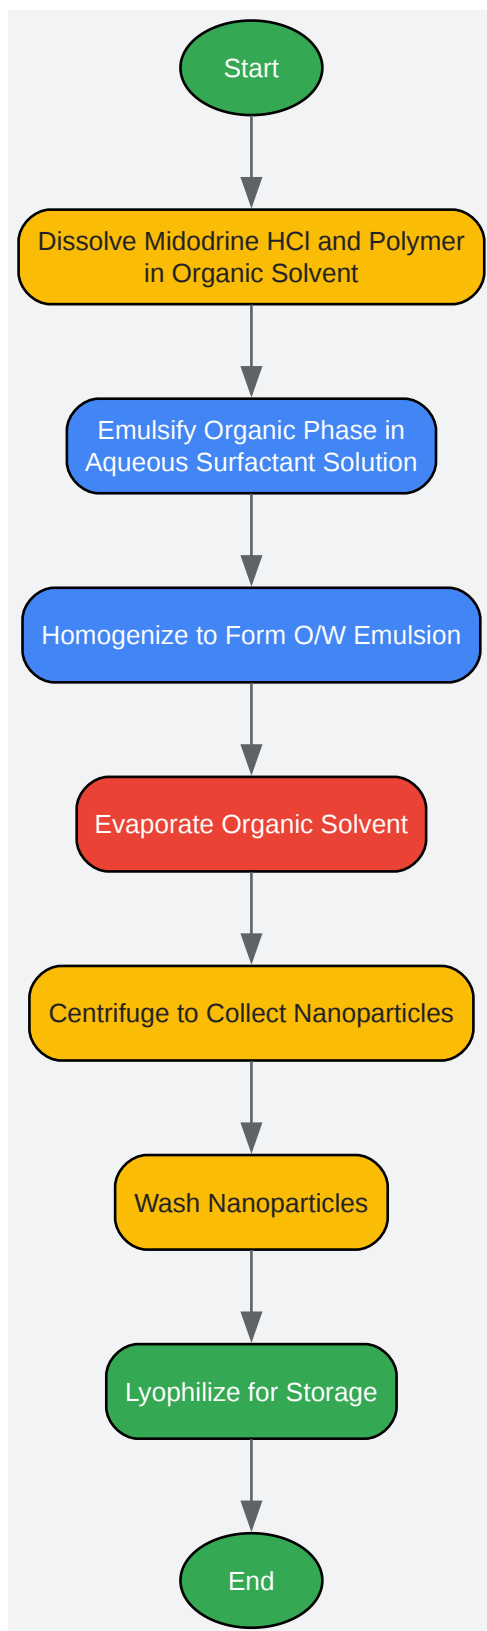 Start
Dissolve Midodrine HCl and Polymer
in Organic Solvent
Emulsify Organic Phase in
Aqueous Surfactant Solution
Homogenize to Form O/W Emulsion
Evaporate Organic Solvent
Centrifuge to Collect Nanoparticles
Wash Nanoparticles
Lyophilize for Storage
End